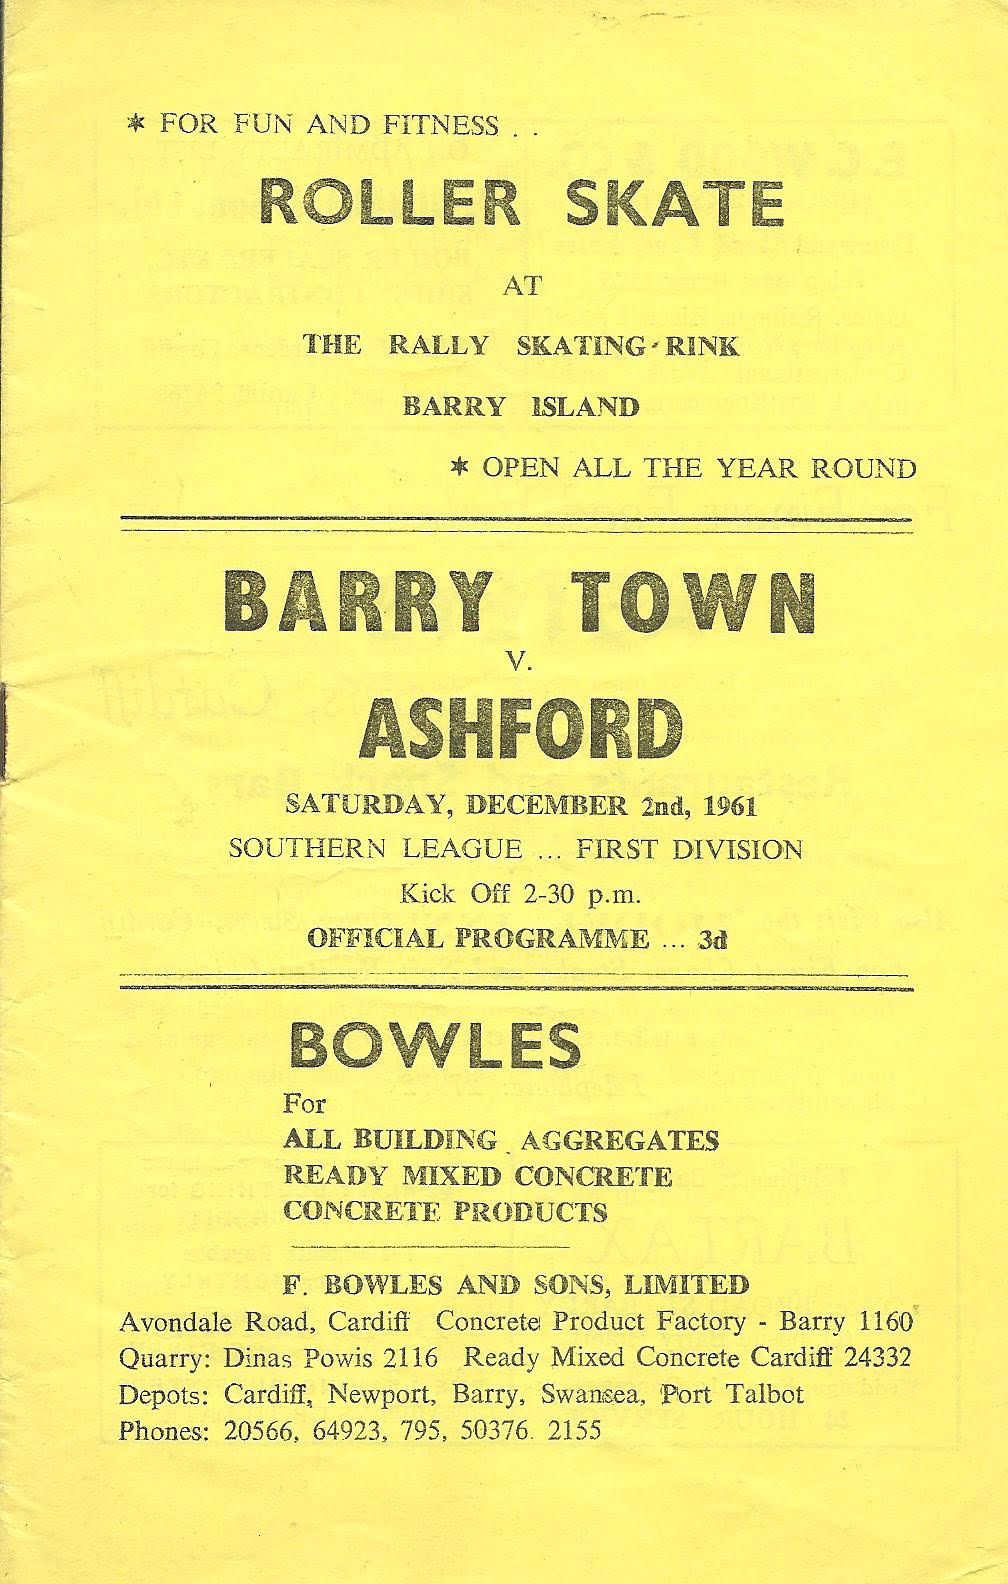 * FOR FUN AND FITNESS . .
ROLLER SKATE
AT
THE RALLY SKATING RINK
BARRY ISLAND
* OPEN ALL THE YEAR ROUND
BARRY TOWN
V.
ASHFORD
SATURDAY, DECEMBER 2nd, 1961
SOUTHERN LEAGUE ... FIRST DIVISION
Kick Off 2-30 p.m.
OFFICIAL PROGRAMME ... 3d
BOWLES
For
ALL BUILDING AGGREGATES
READY MIXED CONCRETE
CONCRETE PRODUCTS
F. BOWLES AND SONS, LIMITED
Avondale Road, Cardiff Concrete Product Factory - Barry 1160
Quarry: Dinas Powis 2116 Ready Mixed Concrete Cardiff 24332
Depots: Cardiff, Newport, Barry, Swansea, Port Talbot
Phones: 20566, 64923, 795, 50376. 2155